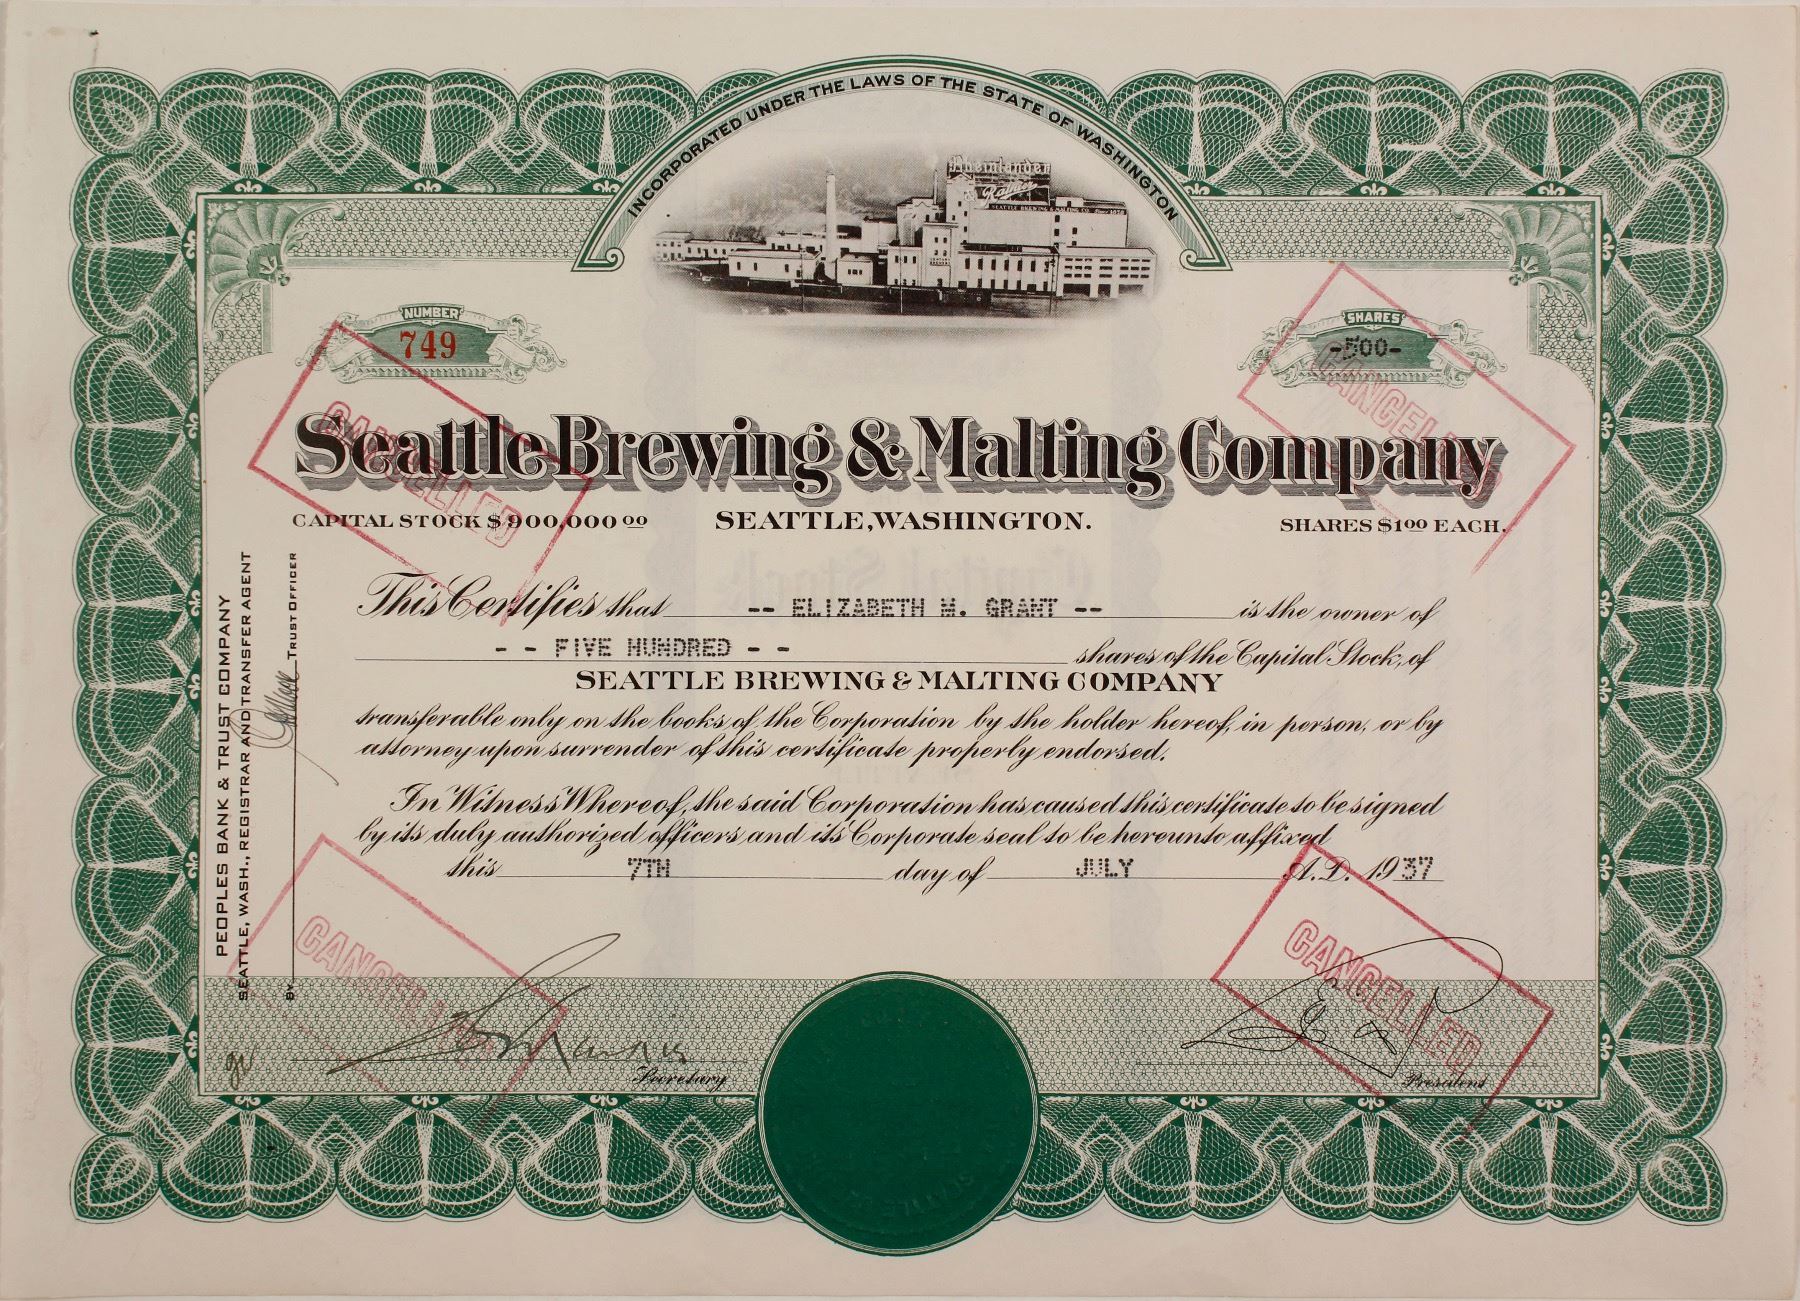 INCORPORATED UNDER THE LAWS OF THE STATE OF WASHINGTON
Rheinlander
Rainier
SEATTLE BREWING & MALTING CO. Since 1878
NUMBER
749
SHARES
-500-
CANCELLED
CANCELLED
Seattle Brewing & Malting Company
CAPITAL STOCK $900,000 00
SEATTLE, WASHINGTON.
SHARES $1 00 EACH.
This Certifies that -- ELIZABETH M. GRANT -- is the owner of
-- FIVE HUNDRED -- shares of the Capital Stock, of
SEATTLE BREWING & MALTING COMPANY
transferable only on the books of the Corporation by the holder hereof, in person, or by
attorney upon surrender of this certificate properly endorsed.
In Witness Whereof, the said Corporation has caused this certificate to be signed
by its duly authorized officers and its Corporate seal to be hereunto affixed
this 7TH day of JULY A.D. 1937
PEOPLES BANK & TRUST COMPANY
SEATTLE, WASH., REGISTRAR AND TRANSFER AGENT
BY TRUST OFFICER
CANCELLED
CANCELLED
Secretary
President